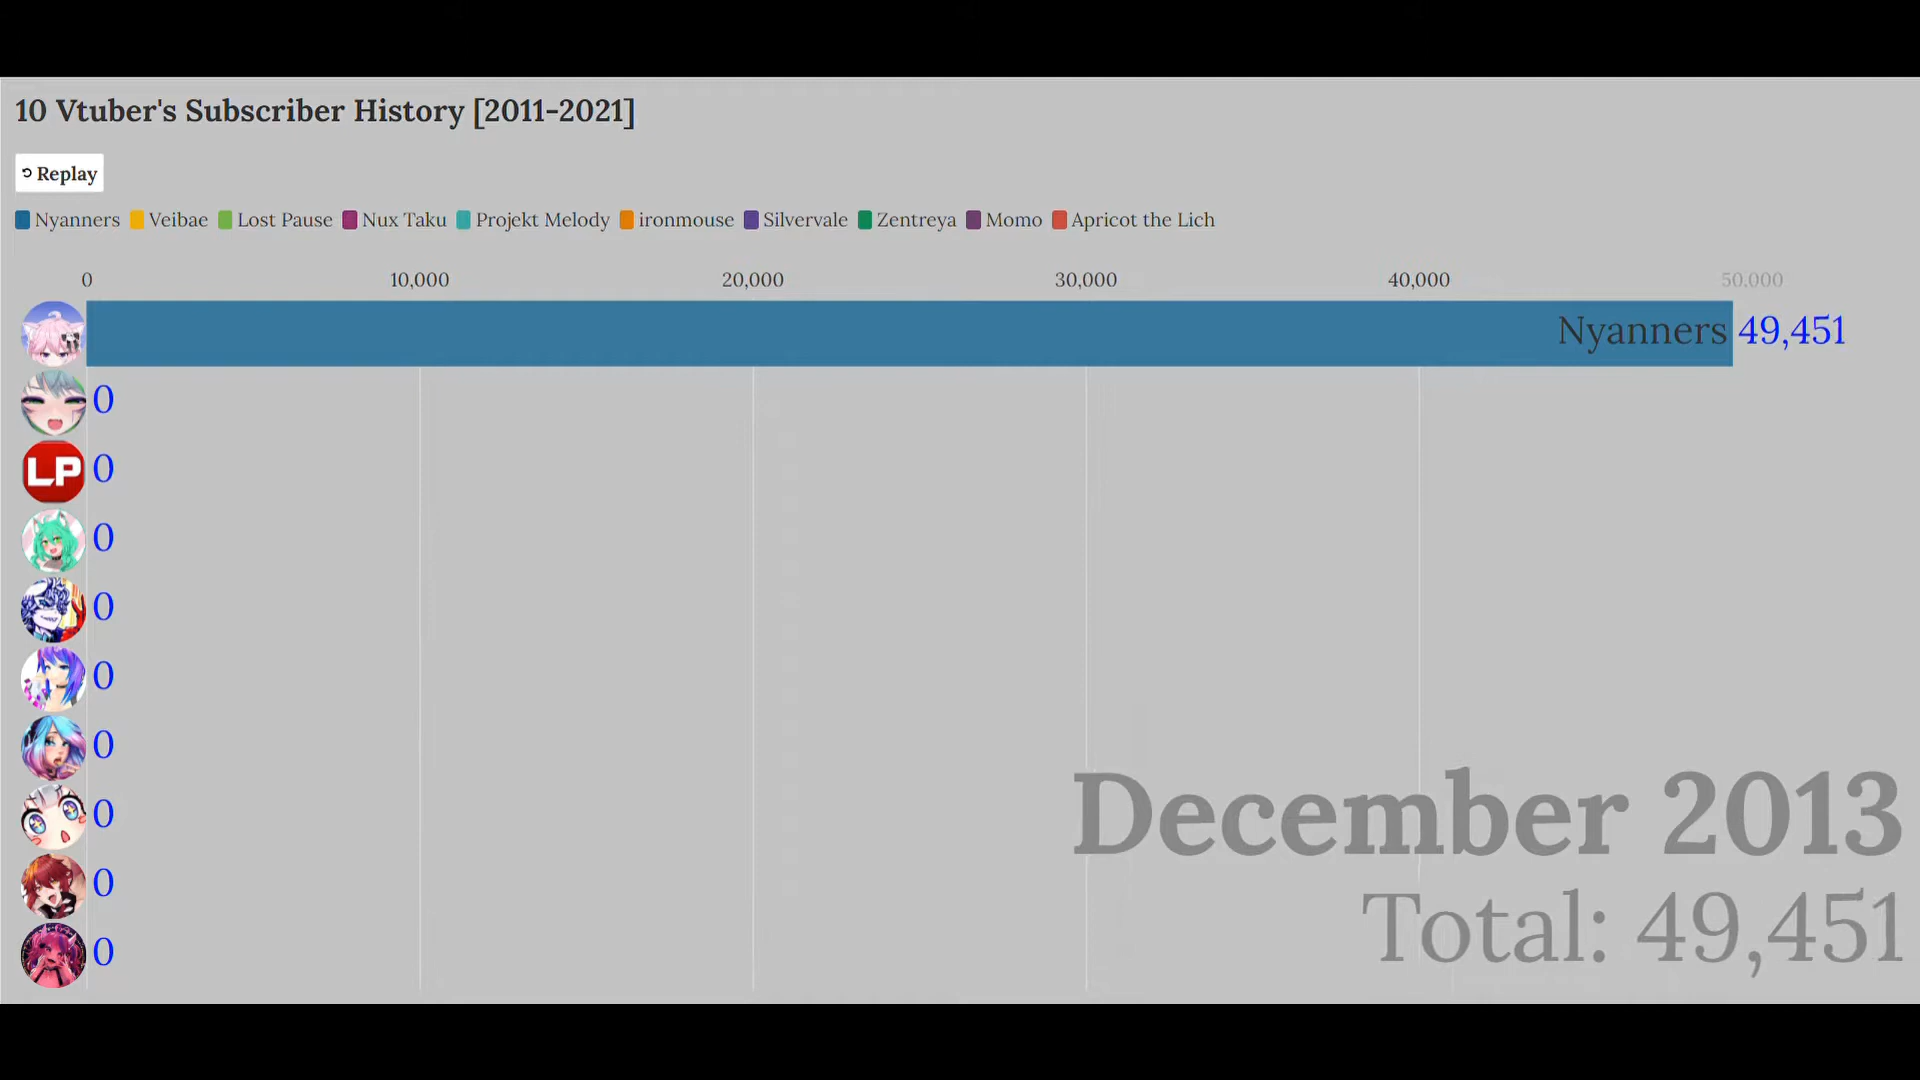 10 Vtuber's Subscriber History [2011-2021]
Replay
Nyanners Veibae Lost Pause Nux Taku Projekt Melody ironmouse Silvervale Zentreya Momo Apricot the Lich
0 10,000 20,000 30,000 40,000 50,000
Nyanners 49,451
0
LP 0
0
0
0
0
0
0
0
December 2013
Total: 49,451